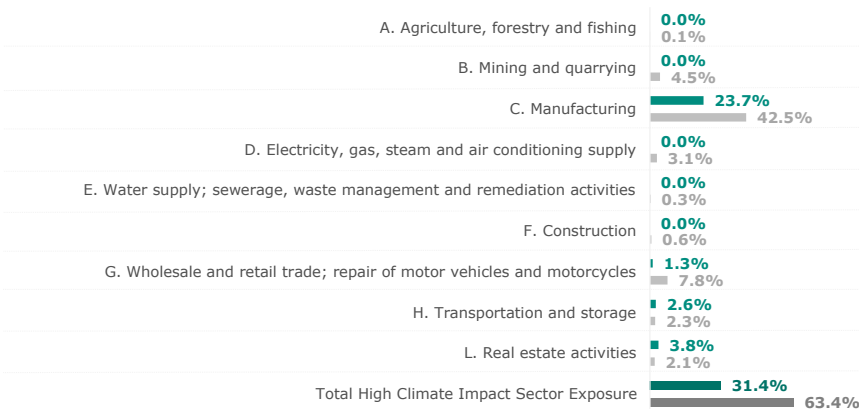 A. Agriculture, forestry and fishing 0.0%
0.1%
B. Mining and quarrying 0.0%
4.5%
C. Manufacturing 23.7%
42.5%
D. Electricity, gas, steam and air conditioning supply 0.0%
3.1%
E. Water supply; sewerage, waste management and remediation activities 0.0%
0.3%
F. Construction 0.0%
0.6%
G. Wholesale and retail trade; repair of motor vehicles and motorcycles 1.3%
7.8%
H. Transportation and storage 2.6%
2.3%
L. Real estate activities 3.8%
2.1%
Total High Climate Impact Sector Exposure 31.4%
63.4%